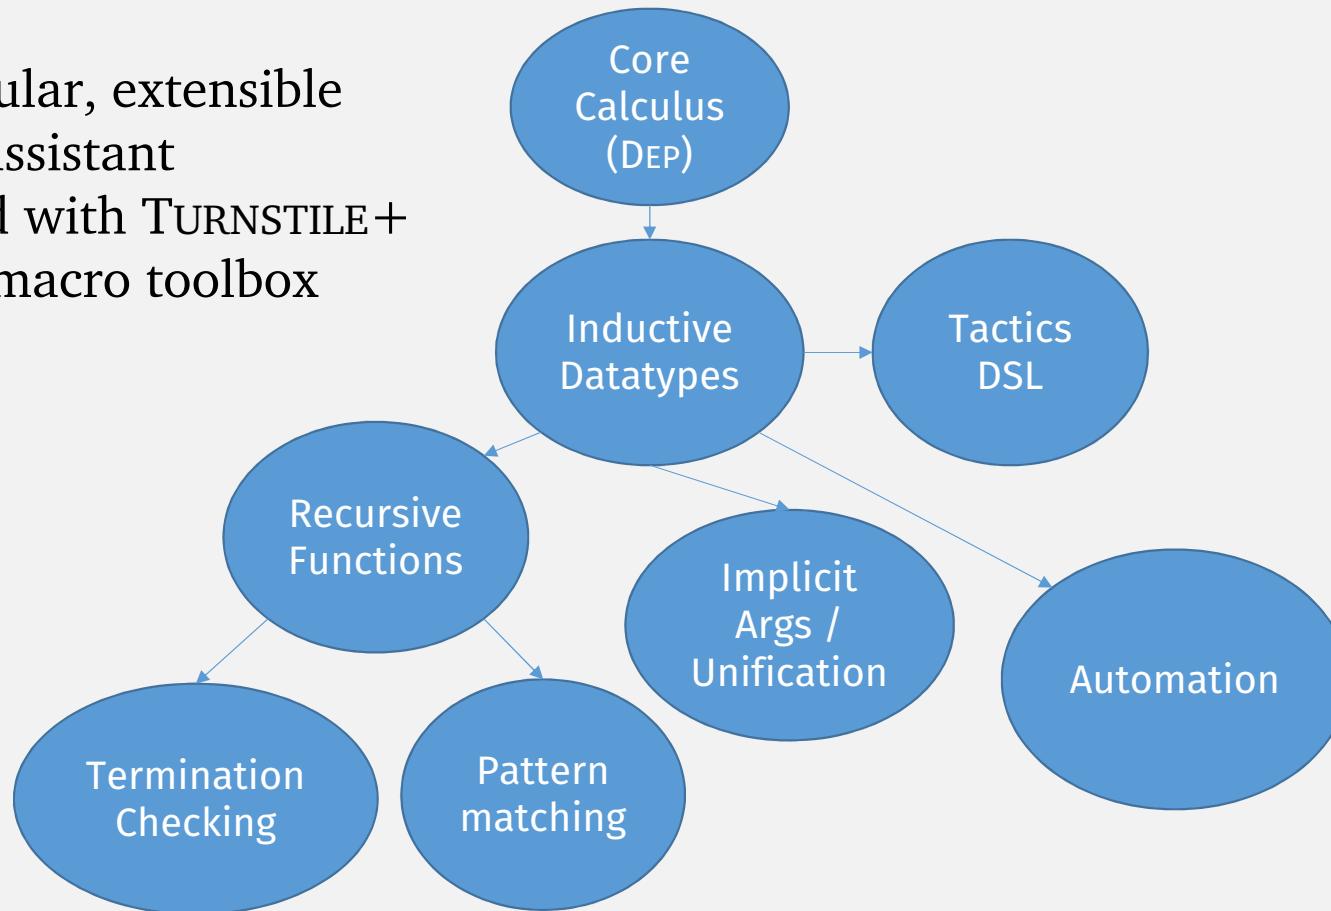 ular, extensible
ssistant
d with TURNSTILE+
macro toolbox
Core
Calculus
(DEP)
Inductive
Datatypes
Tactics
DSL
Recursive
Functions
Implicit
Args /
Unification
Automation
Termination
Checking
Pattern
matching